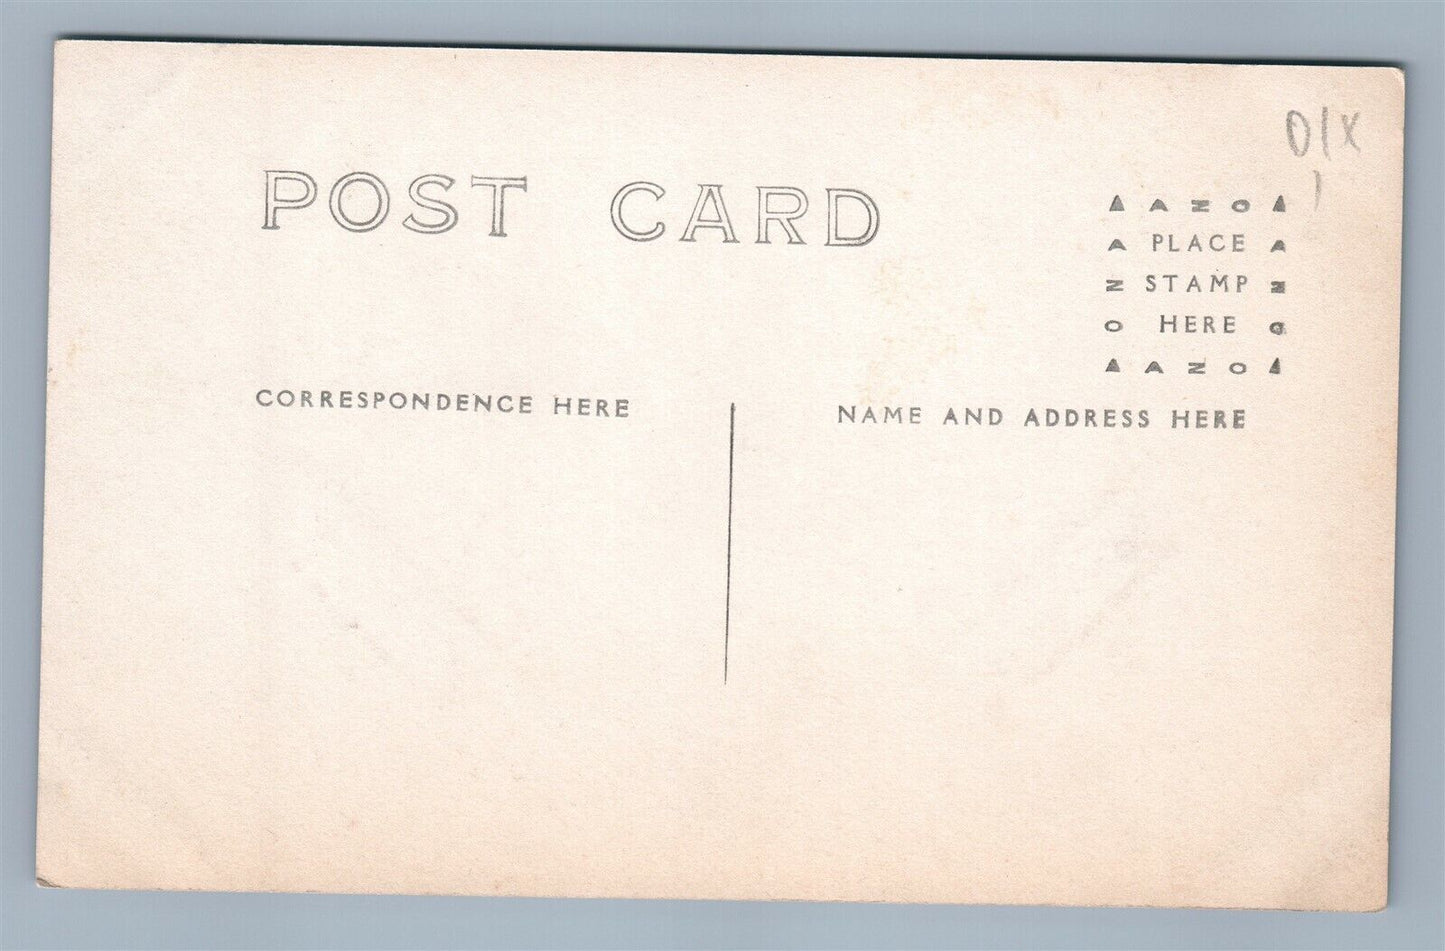 O/X
POST CARD
▲ AZO ▲
A PLACE A
Z STAMP Z
O HERE O
▲ AZO ▲
CORRESPONDENCE HERE
NAME AND ADDRESS HERE